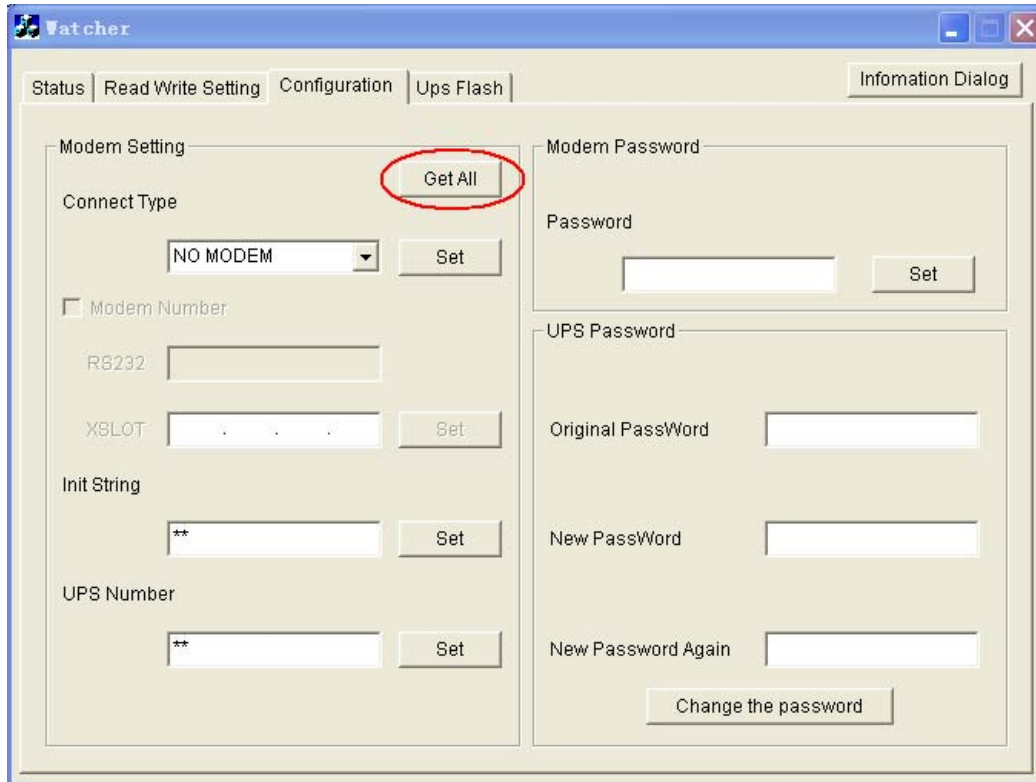 Watcher
Infomation Dialog
Status Read Write Setting Configuration Ups Flash
Modem Setting
Get All
Connect Type
NO MODEM Set
Modem Number
RS232
XSLOT . . . Set
Init String
** Set
UPS Number
** Set
Modem Password
Password
Set
UPS Password
Original PassWord
New PassWord
New Password Again
Change the password